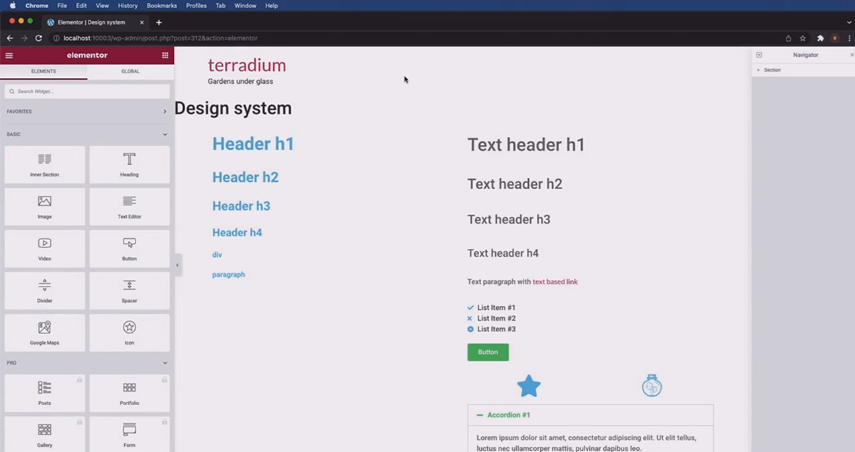 Chrome File Edit View History Bookmarks Profiles Tab Window Help
Elementor | Design system
localhost:10003/wp-admin/post.php?post=312&action=elementor
elementor
ELEMENTS GLOBAL
Search Widget...
FAVORITES
BASIC
Inner Section Heading
Image Text Editor
Video Button
Divider Spacer
Google Maps Icon
PRO
Posts Portfolio
Gallery Form
terradium
Gardens under glass
Design system
Header h1
Header h2
Header h3
Header h4
div
paragraph
Text header h1
Text header h2
Text header h3
Text header h4
Text paragraph with text based link
List Item #1
List Item #2
List Item #3
Button
Accordion #1
Lorem ipsum dolor sit amet, consectetur adipiscing elit. Ut elit tellus,
luctus nec ullamcorper mattis, pulvinar dapibus leo.
Navigator
Section